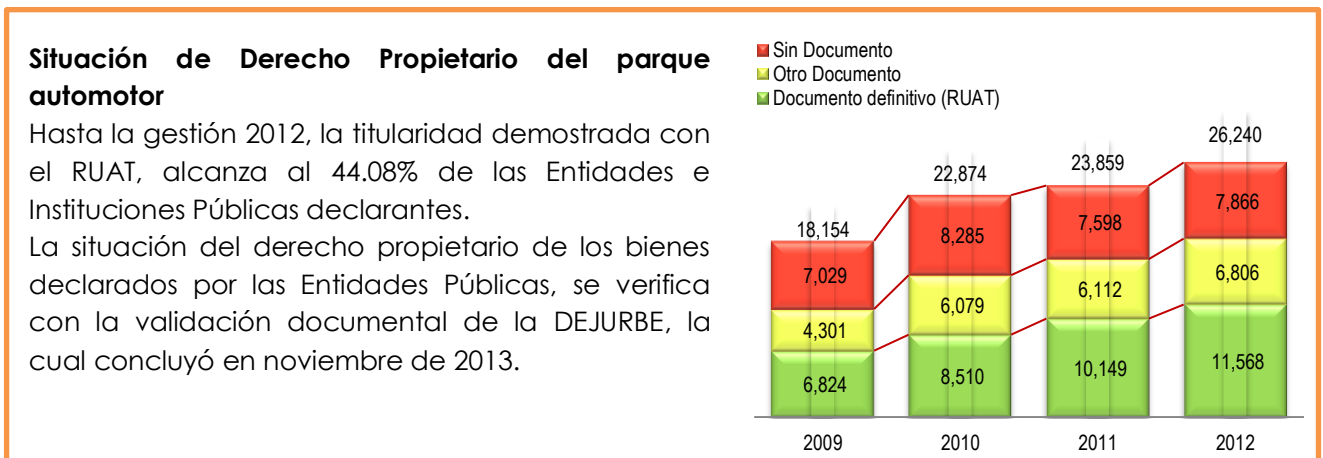 Situación de Derecho Propietario del parque
automotor
Hasta la gestión 2012, la titularidad demostrada con
el RUAT, alcanza al 44.08% de las Entidades e
Instituciones Públicas declarantes.
La situación del derecho propietario de los bienes
declarados por las Entidades Públicas, se verifica
con la validación documental de la DEJURBE, la
cual concluyó en noviembre de 2013.
Sin Documento
Otro Documento
Documento definitivo (RUAT)
18,154
22,874
23,859
26,240
7,029
8,285
7,598
7,866
4,301
6,079
6,112
6,806
6,824
8,510
10,149
11,568
2009
2010
2011
2012